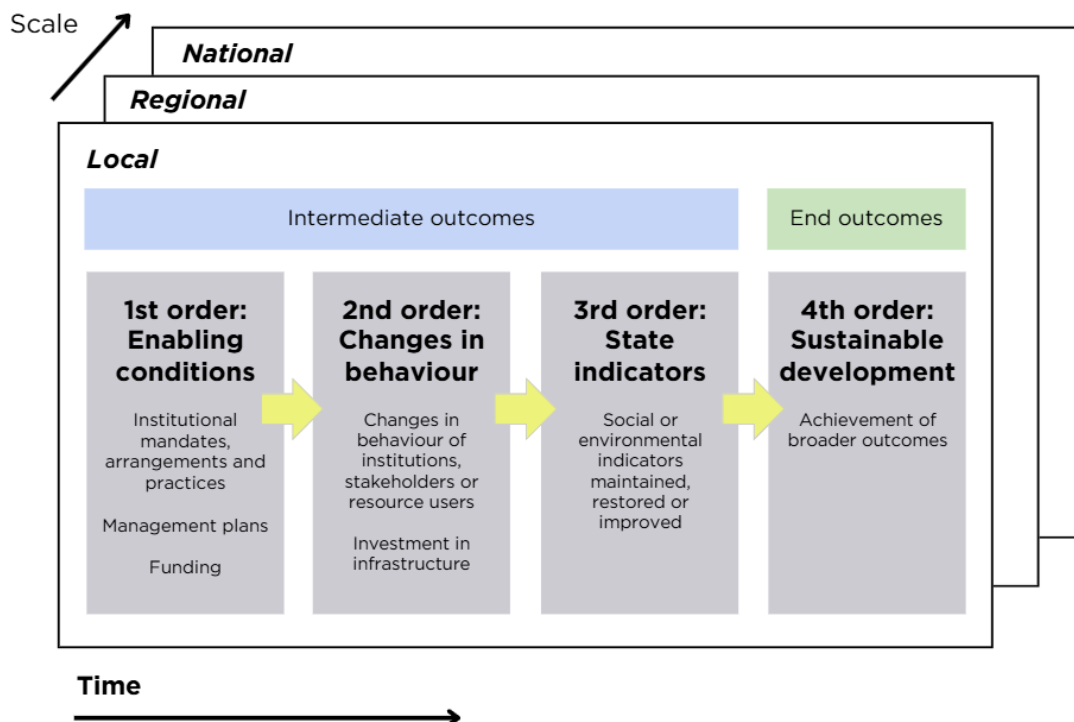 Scale
National
Regional
Local
Intermediate outcomes
End outcomes
1st order:
Enabling
conditions
Institutional
mandates,
arrangements and
practices
Management plans
Funding
2nd order:
Changes in
behaviour
Changes in
behaviour of
institutions,
stakeholders or
resource users
Investment in
infrastructure
3rd order:
State
indicators
Social or
environmental
indicators
maintained,
restored or
improved
4th order:
Sustainable
development
Achievement of
broader outcomes
Time